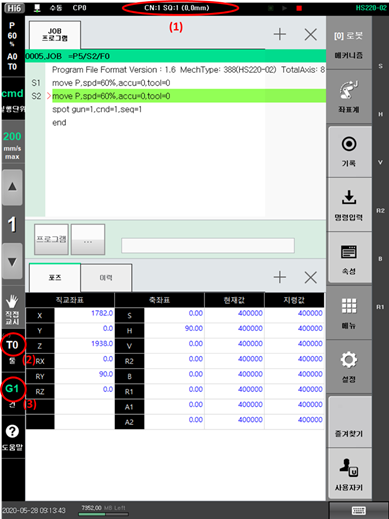 Hi6 수동 CP0 CN:1 SQ:1 (0,0mm) HS220-02
(1)
P
60
%
A0
T0
cmd
실행단위
200
mm/s
max
1
직접
교시
T0
툴
(2)
G1
건
(3)
도움말
JOB
프로그램
0005.JOB =P5/S2/F0
Program File Format Version : 1.6 MechType: 388(HS220-02) TotalAxis: 8
S1 move P,spd=60%,accu=0,tool=0
S2 >move P,spd=60%,accu=0,tool=0
spot gun=1,cnd=1,seq=1
end
프로그램 ...
포즈 이력
직교좌표 축좌표 현재값 지령값
X 1782.0 S 0.00 400000 400000
Y 0.0 H 90.00 400000 400000
Z 1938.0 V 0.00 400000 400000
RX 0.0 R2 0.00 400000 400000
RY 90.0 B 0.00 400000 400000
RZ 0.0 R1 0.00 400000 400000
A1 0.00 400000 400000
A2 0.00 400000 400000
[0] 로봇
메커니즘
좌표계
기록
명령입력
속성
메뉴
설정
즐겨찾기
사용자키
S
H
V
R2
B
R1
2020-05-28 09:13:43 7352.00 MB Left